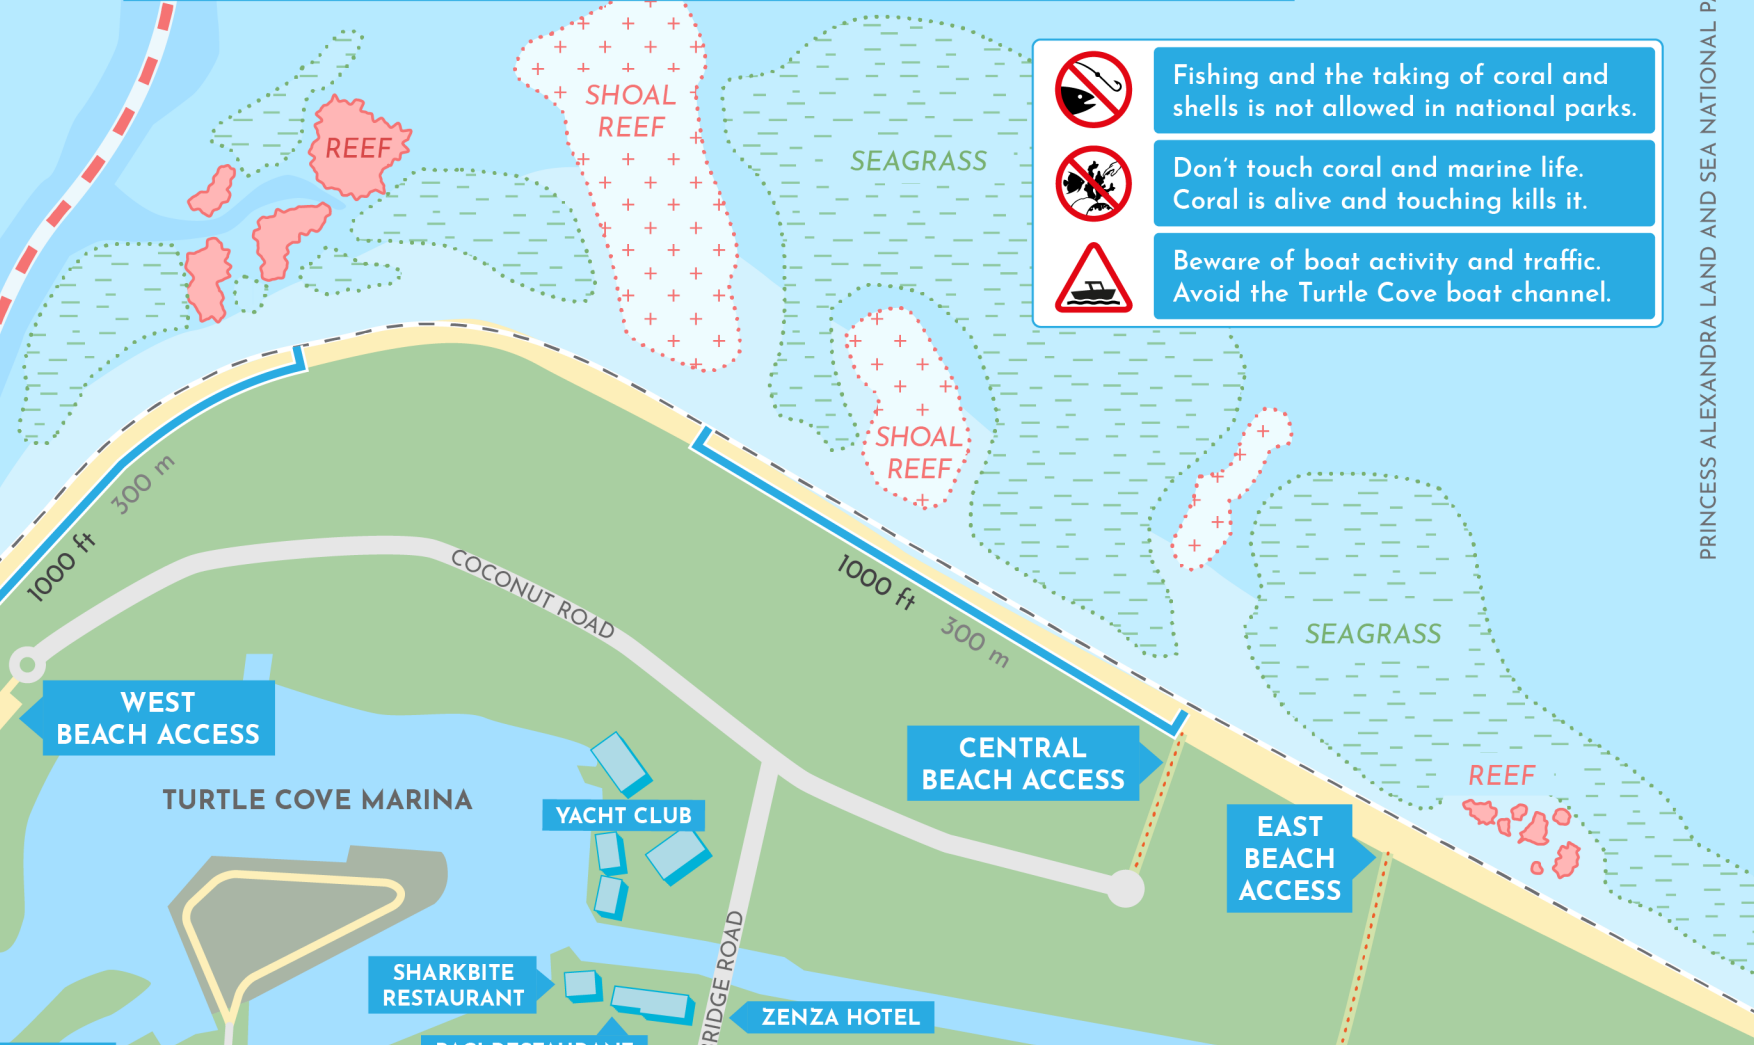 SHOAL
REEF
REEF
SEAGRASS
Fishing and the taking of coral and
shells is not allowed in national parks.
Don't touch coral and marine life.
Coral is alive and touching kills it.
Beware of boat activity and traffic.
Avoid the Turtle Cove boat channel.
PRINCESS ALEXANDRA LAND AND SEA NATIONAL
SHOAL
REEF
300 m
1000 ft
COCONUT ROAD
1000 ft
300 m
SEAGRASS
WEST
BEACH ACCESS
CENTRAL
BEACH ACCESS
REEF
TURTLE COVE MARINA
YACHT CLUB
EAST
BEACH
ACCESS
SHARKBITE
RESTAURANT
ROAD
ZENZA HOTEL